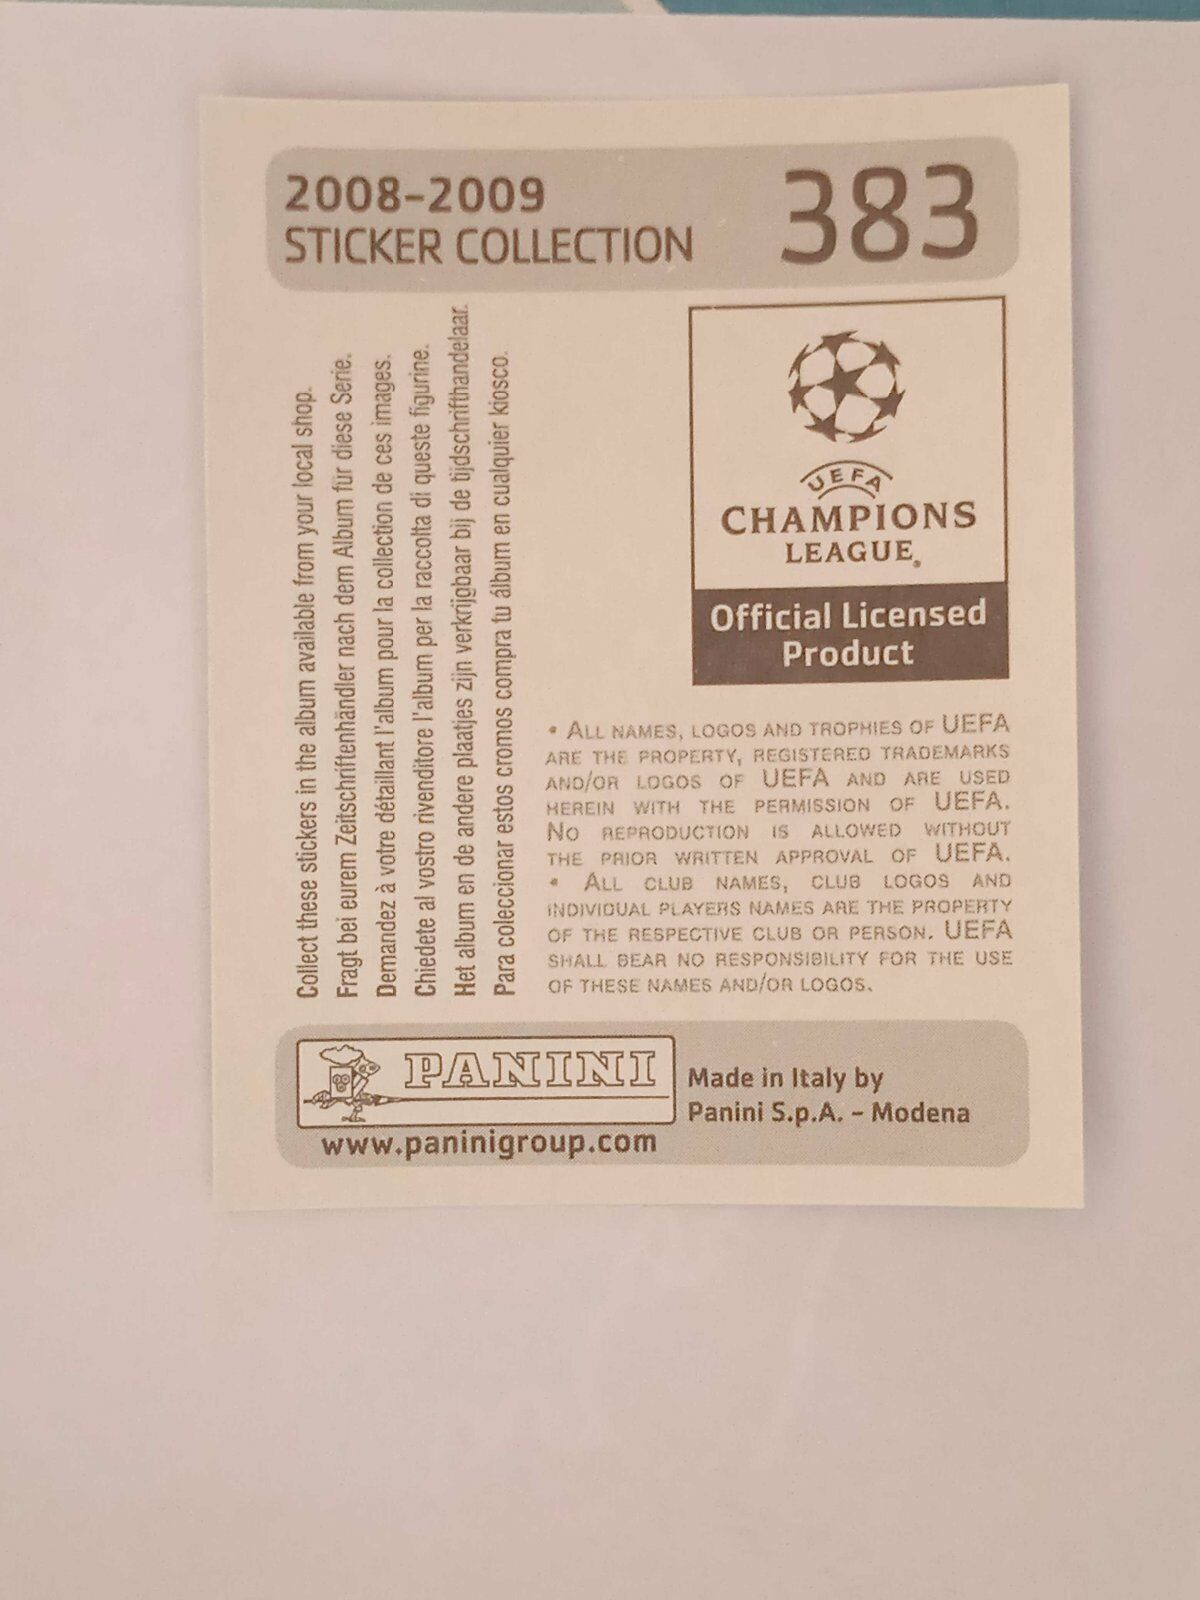 2008-2009
STICKER COLLECTION
383
Collect these stickers in the album available from your local shop.
Fragt bei eurem Zeitschriftenhändler nach dem Album für diese Serie.
Demandez à votre détaillant l'album pour la collection de ces images.
Chiedete al vostro rivenditore l'album per la raccolta di queste figurine.
Het album en de andere plaatjes zijn verkrijgbaar bij de tijdschrifthandelaar.
Para coleccionar estos cromos compra tu álbum en cualquier kiosco.
UEFA
CHAMPIONS
LEAGUE®
Official Licensed
Product
• ALL NAMES, LOGOS AND TROPHIES OF UEFA
ARE THE PROPERTY, REGISTERED TRADEMARKS
AND/OR LOGOS OF UEFA AND ARE USED
HEREIN WITH THE PERMISSION OF UEFA.
NO REPRODUCTION IS ALLOWED WITHOUT
THE PRIOR WRITTEN APPROVAL OF UEFA.
• ALL CLUB NAMES, CLUB LOGOS AND
INDIVIDUAL PLAYERS NAMES ARE THE PROPERTY
OF THE RESPECTIVE CLUB OR PERSON. UEFA
SHALL BEAR NO RESPONSIBILITY FOR THE USE
OF THESE NAMES AND/OR LOGOS.
PANINI
www.paninigroup.com
Made in Italy by
Panini S.p.A. - Modena